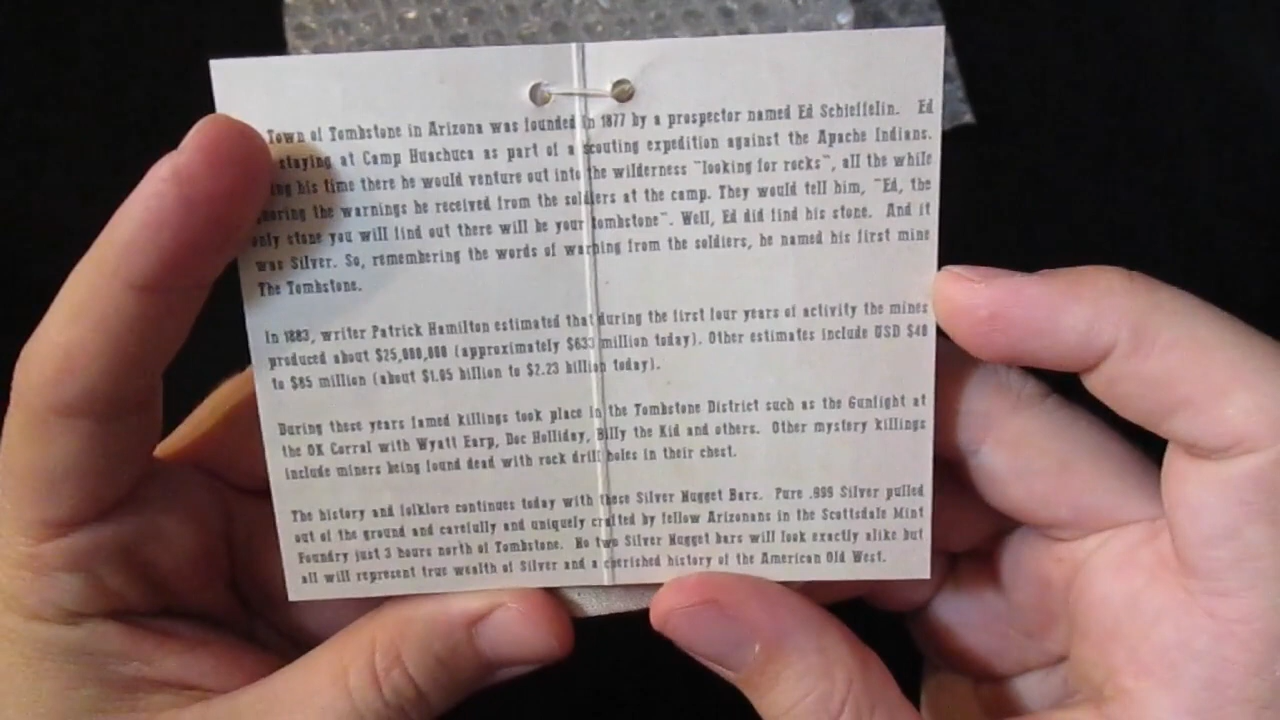 Town of Tombstone in Arizona was founded in 1877 by a prospector named Ed Schieffelin. Ed
staying at Camp Huachuca as part of a scouting expedition against the Apache Indians.
ing his time there he would venture out into the wilderness "looking for rocks", all the while
noring the warnings he received from the soldiers at the camp. They would tell him, "Ed, the
only stone you will find out there will be your tombstone". Well, Ed did find his stone. And it
was Silver. So, remembering the words of warning from the soldiers, he named his first mine
The Tombstone.
In 1883, writer Patrick Hamilton estimated that during the first four years of activity the mines
produced about $25,000,000 (approximately $633 million today). Other estimates include USD $40
to $85 million (about $1.05 billion to $2.23 billion today).
During these years famed killings took place in the Tombstone District such as the Gunfight at
the OK Corral with Wyatt Earp, Doc Holliday, Billy the Kid and others. Other mystery killings
include miners being found dead with rock drill holes in their chest.
The history and folklore continues today with these Silver Nugget Bars. Pure .999 Silver pulled
out of the ground and carefully and uniquely crafted by fellow Arizonans in the Scottsdale Mint
Foundry just 3 hours north of Tombstone. No two Silver Nugget bars will look exactly alike but
all will represent true wealth of Silver and a cherished history of the American Old West.